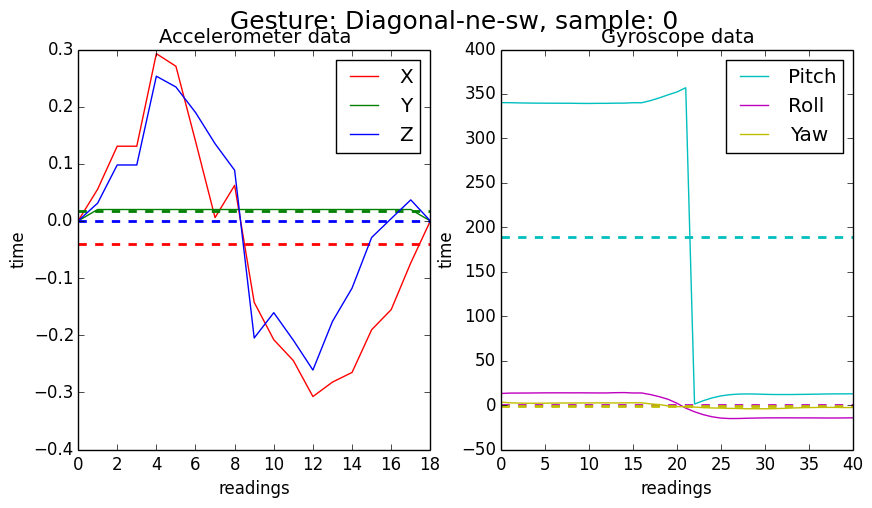 Gesture: Diagonal-ne-sw, sample: 0
Accelerometer data
0.3
0.2
0.1
0.0
−0.1
−0.2
−0.3
−0.4
time
0 2 4 6 8 10 12 14 16 18
readings
X
Y
Z
Gyroscope data
400
350
300
250
200
150
100
50
0
−50
time
0 5 10 15 20 25 30 35 40
readings
Pitch
Roll
Yaw